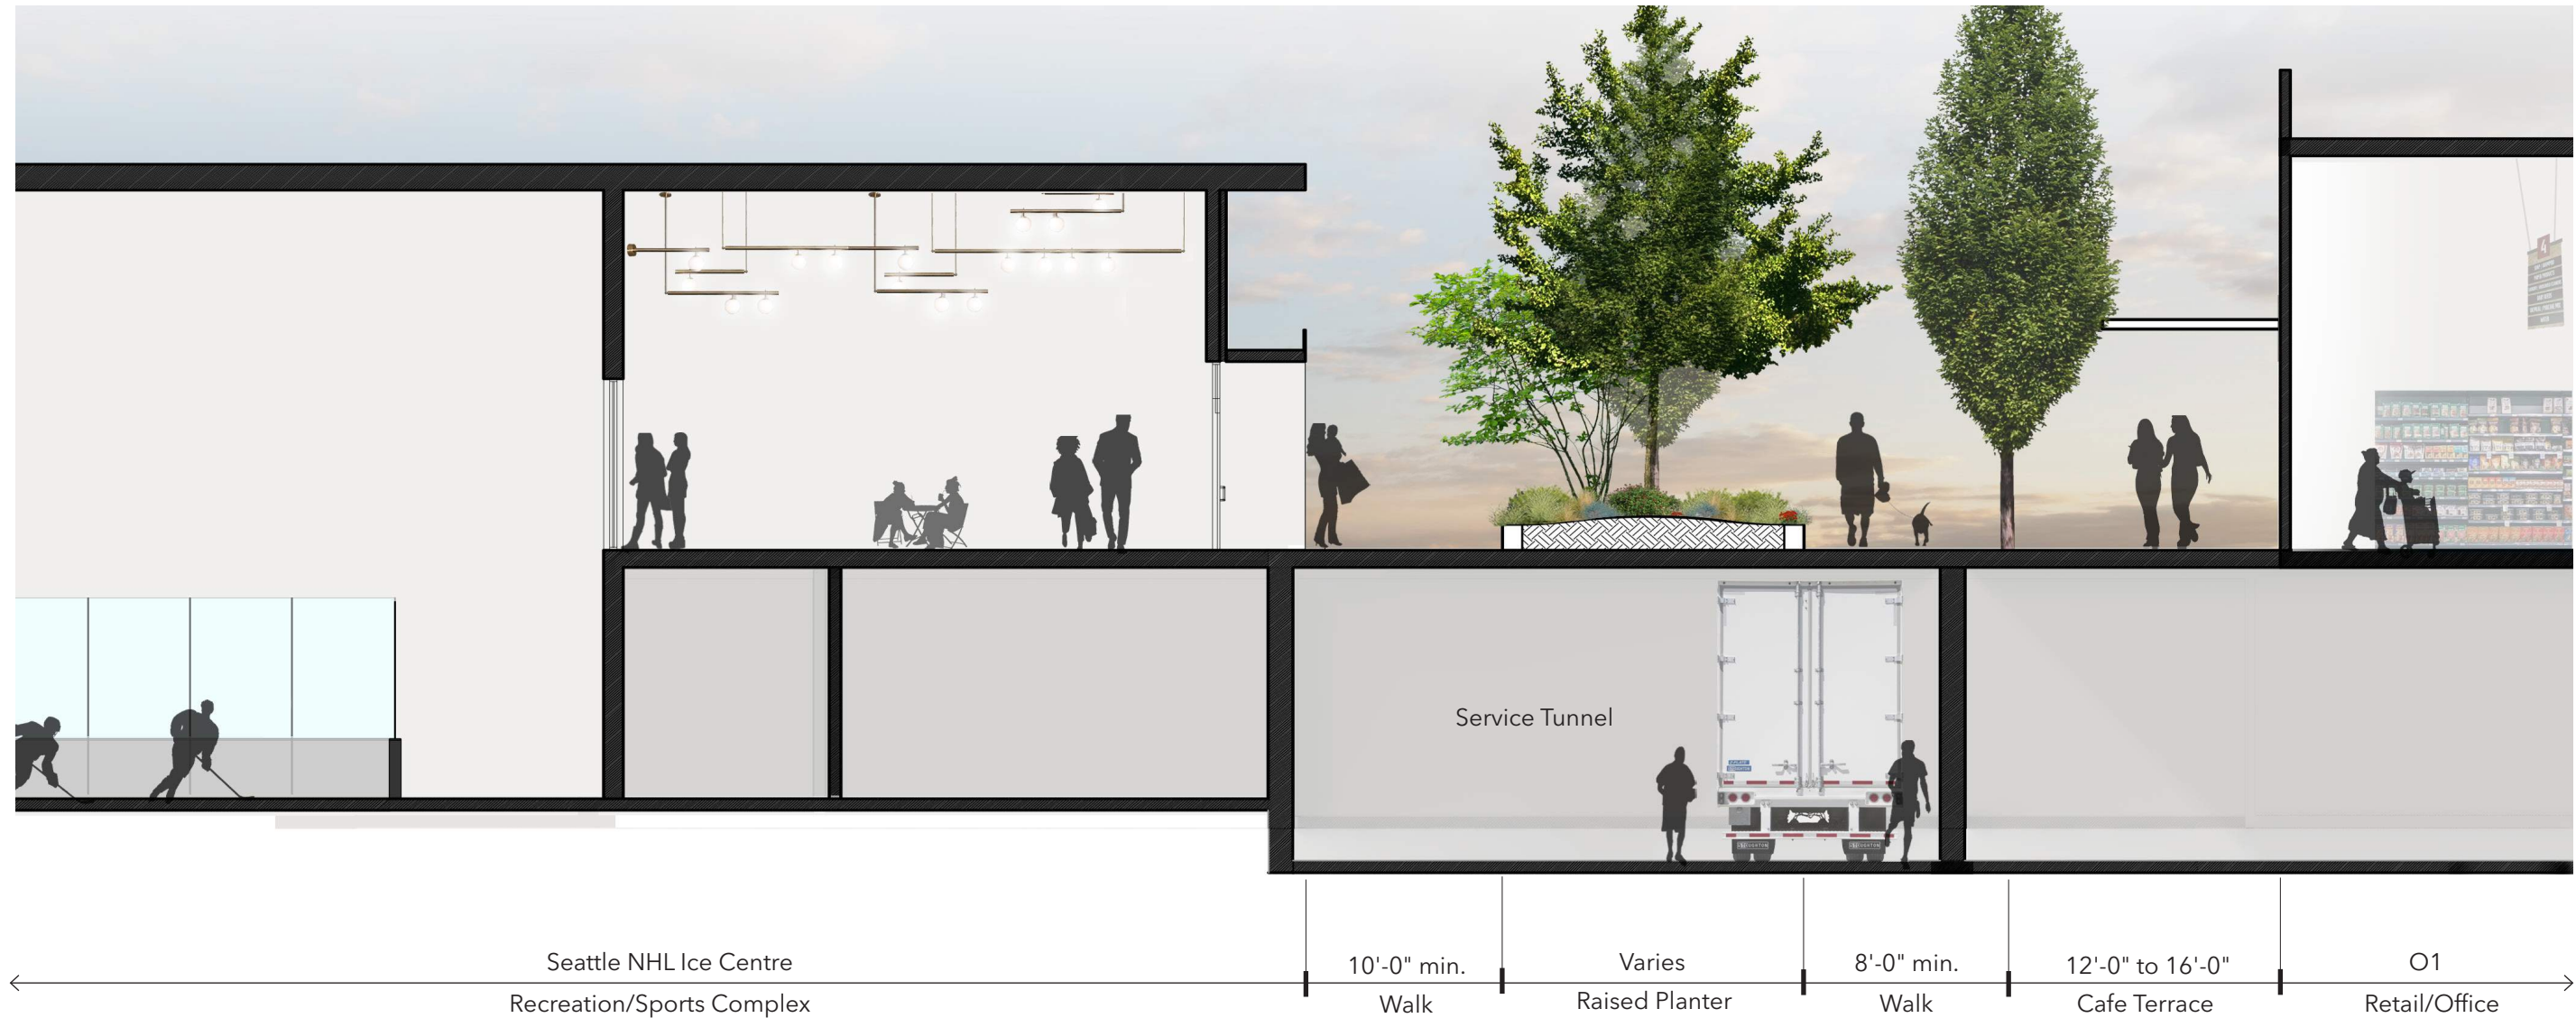 4
Service Tunnel
Seattle NHL Ice Centre
Recreation/Sports Complex
10'-0" min.
Walk
Varies
Raised Planter
8'-0" min.
Walk
12'-0" to 16'-0"
Cafe Terrace
O1
Retail/Office